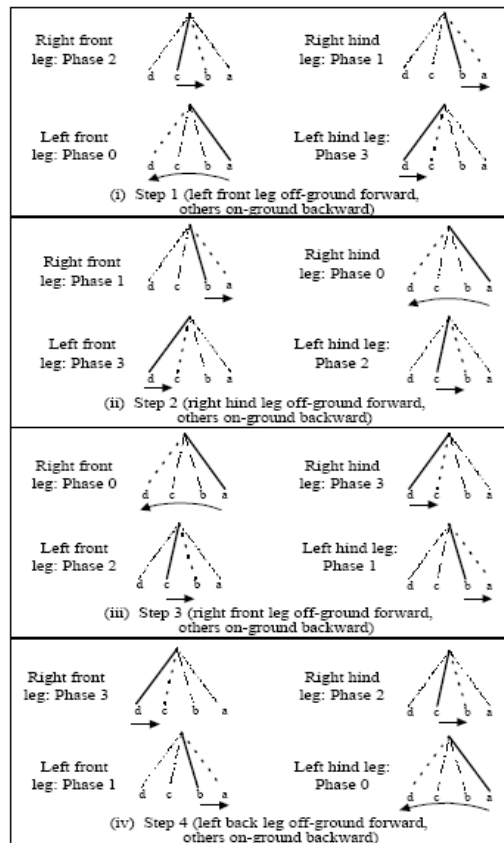 Right front
leg: Phase 2
d c b a
Right hind
leg: Phase 1
d c b a
Left front
leg: Phase 0
d c b a
Left hind leg:
Phase 3
d c b a
(i) Step 1 (left front leg off-ground forward,
others on-ground backward)
Right front
leg: Phase 1
d c b a
Right hind
leg: Phase 0
d c b a
Left front
leg: Phase 3
d c b a
Left hind leg:
Phase 2
d c b a
(ii) Step 2 (right hind leg off-ground forward,
others on-ground backward)
Right front
leg: Phase 0
d c b a
Right hind
leg: Phase 3
d c b a
Left front
leg: Phase 2
d c b a
Left hind leg:
Phase 1
d c b a
(iii) Step 3 (right front leg off-ground forward,
others on-ground backward)
Right front
leg: Phase 3
d c b a
Right hind
leg: Phase 2
d c b a
Left front
leg: Phase 1
d c b a
Left hind leg:
Phase 0
d c b a
(iv) Step 4 (left back leg off-ground forward,
others on-ground backward)